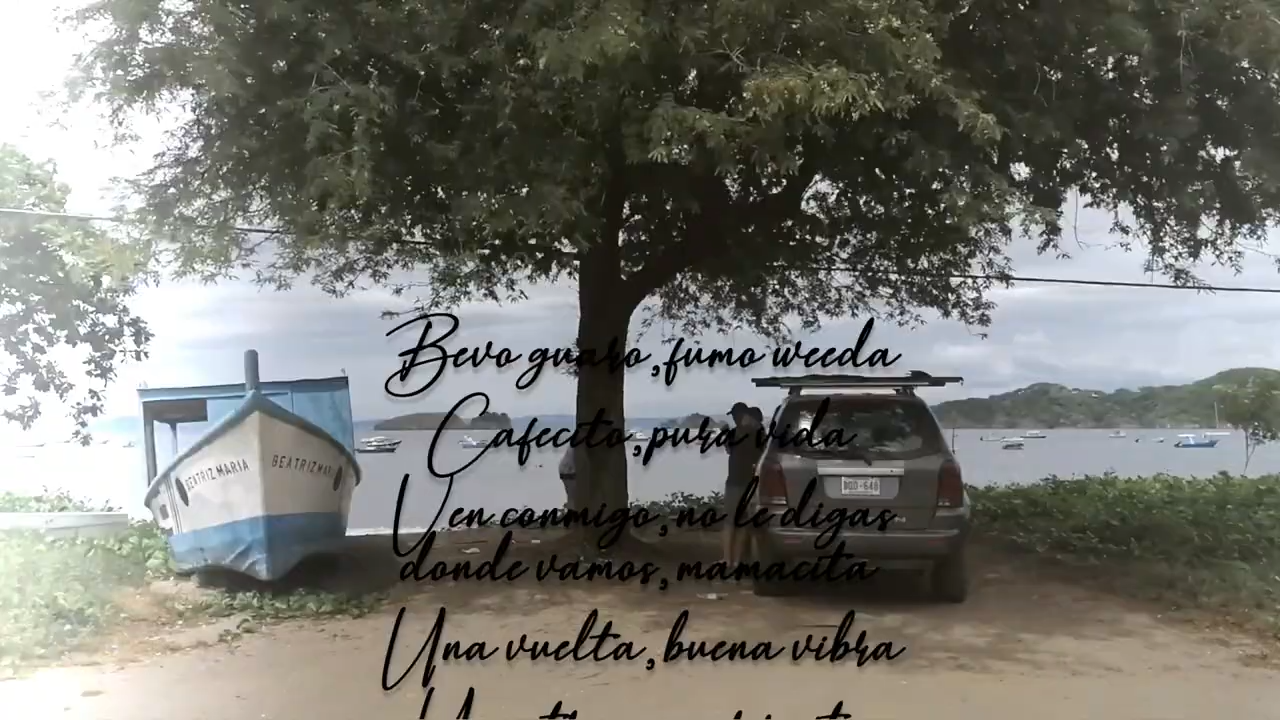 Bevo guaro, fumo weeda
Cafecito, pura vida
Ven conmigo, no le digas
donde vamos, mamacita
Una vuelta, buena vibra
BEATRIZ MARIA
BEATRIZ MA